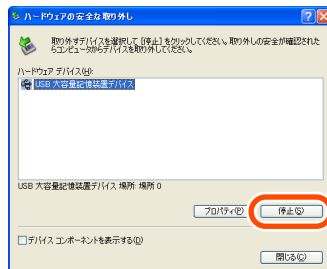 ハードウェアの安全な取り外し
取り外すデバイスを選択して [停止] をクリックしてください。取り外しの安全が確認された
らコンピュータからデバイスを取り外してください。
ハードウェア デバイス(H):
USB 大容量記憶装置デバイス
USB 大容量記憶装置デバイス 場所: 場所 0
プロパティ(P)
停止(S)
デバイス コンポーネントを表示する(D)
閉じる(C)